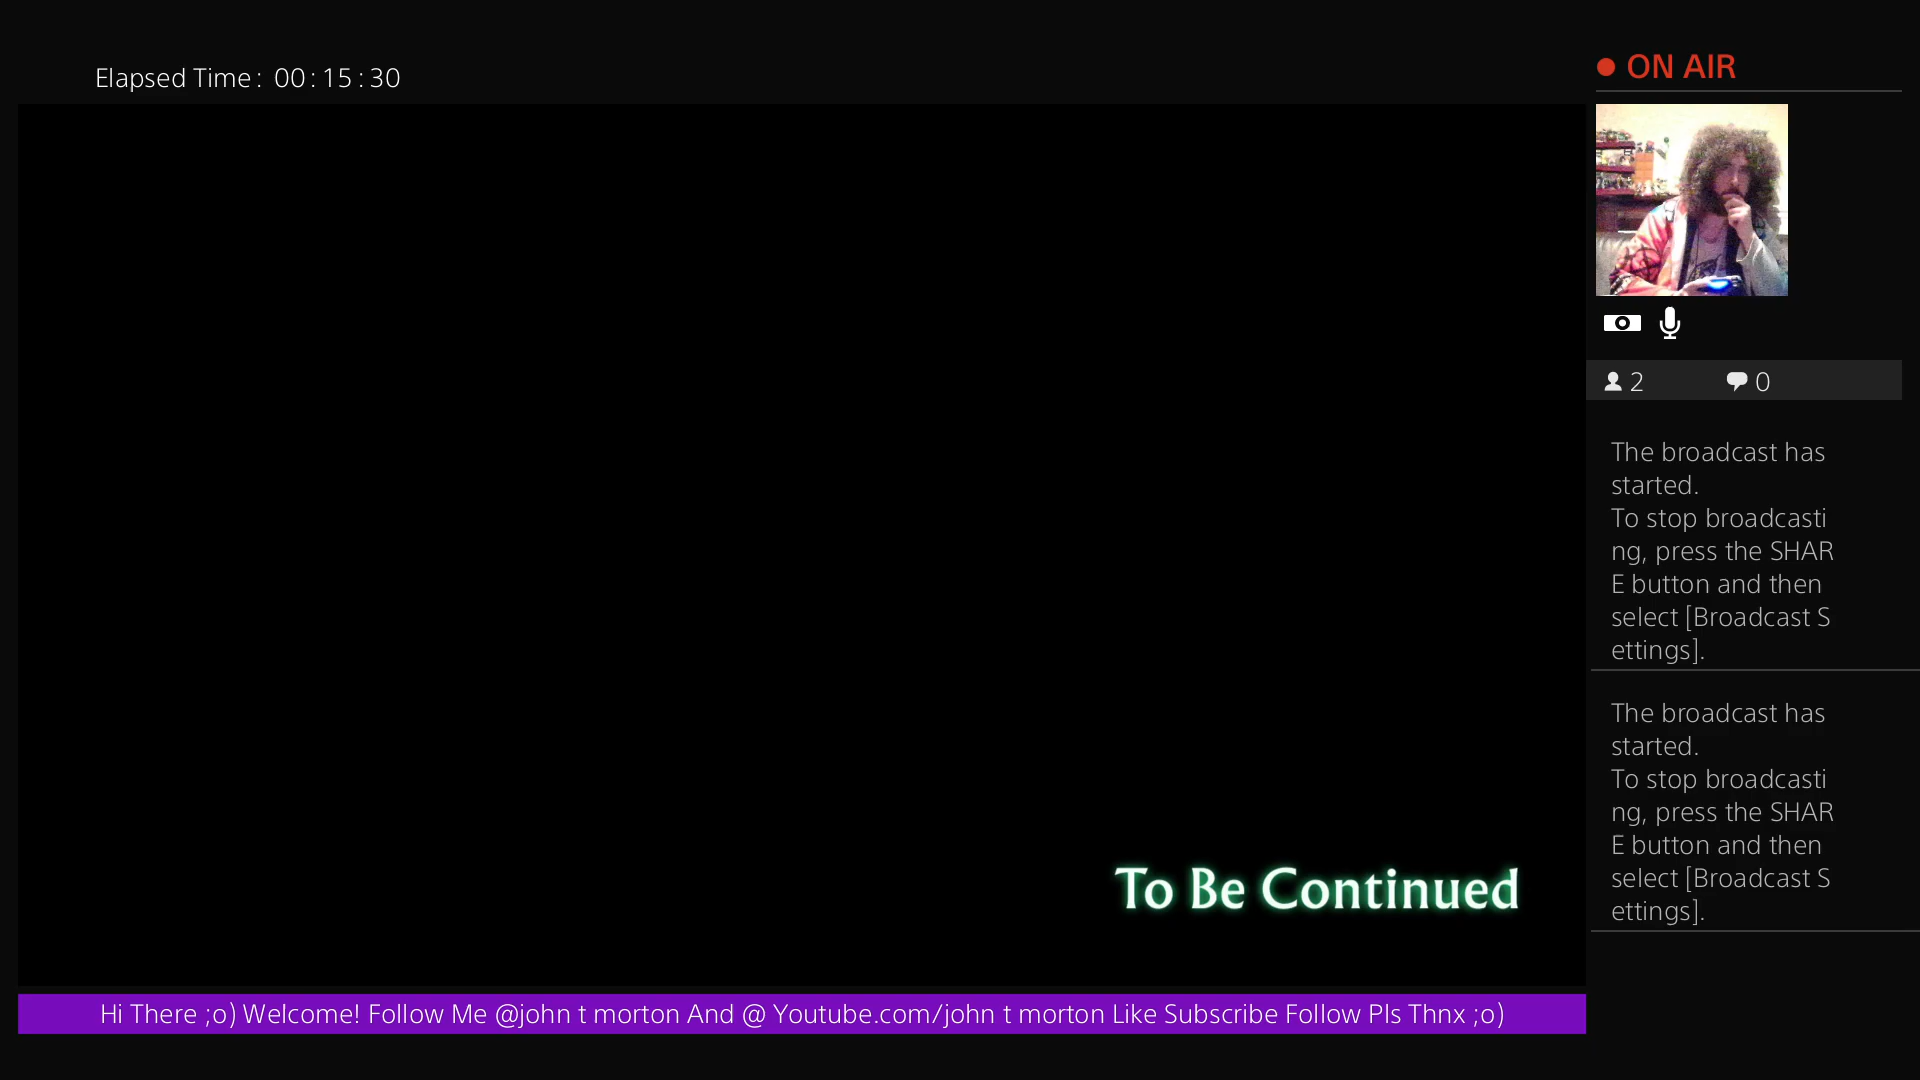 Elapsed Time: 00:15:30
ON AIR
2 0
The broadcast has
started.
To stop broadcasti
ng, press the SHAR
E button and then
select [Broadcast S
ettings].
The broadcast has
started.
To stop broadcasti
ng, press the SHAR
E button and then
select [Broadcast S
ettings].
To Be Continued
Hi There ;o) Welcome! Follow Me @john t morton And @ Youtube.com/john t morton Like Subscribe Follow Pls Thnx ;o)